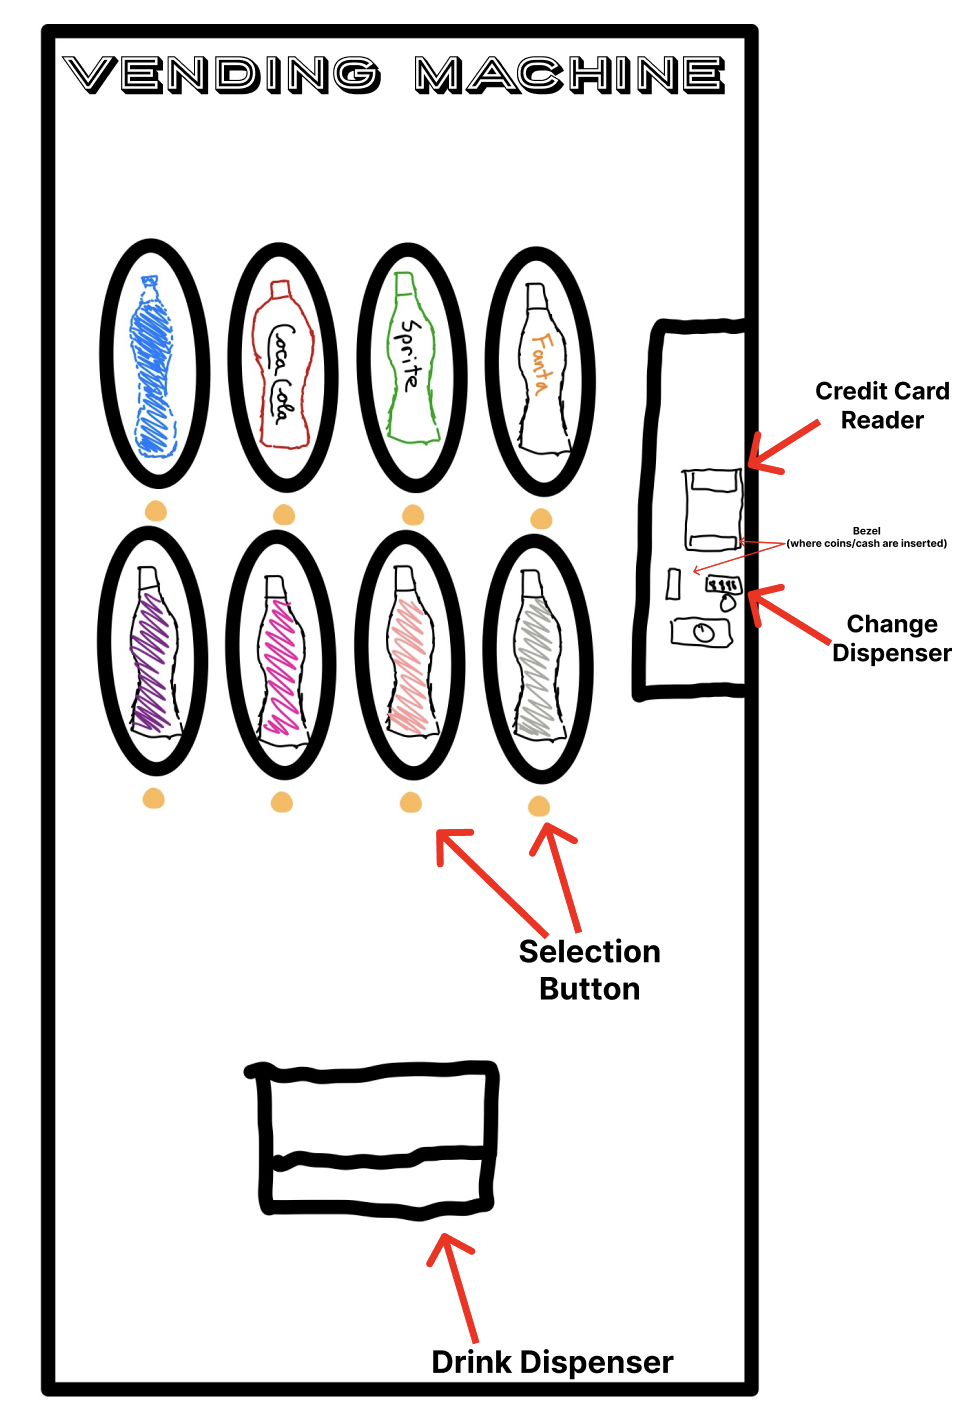 VENDING MACHINE
Coca Cola
Sprite
Fanta
Credit Card
Reader
Bezel
(where coins/cash are inserted)
Change
Dispenser
Selection
Button
Drink Dispenser